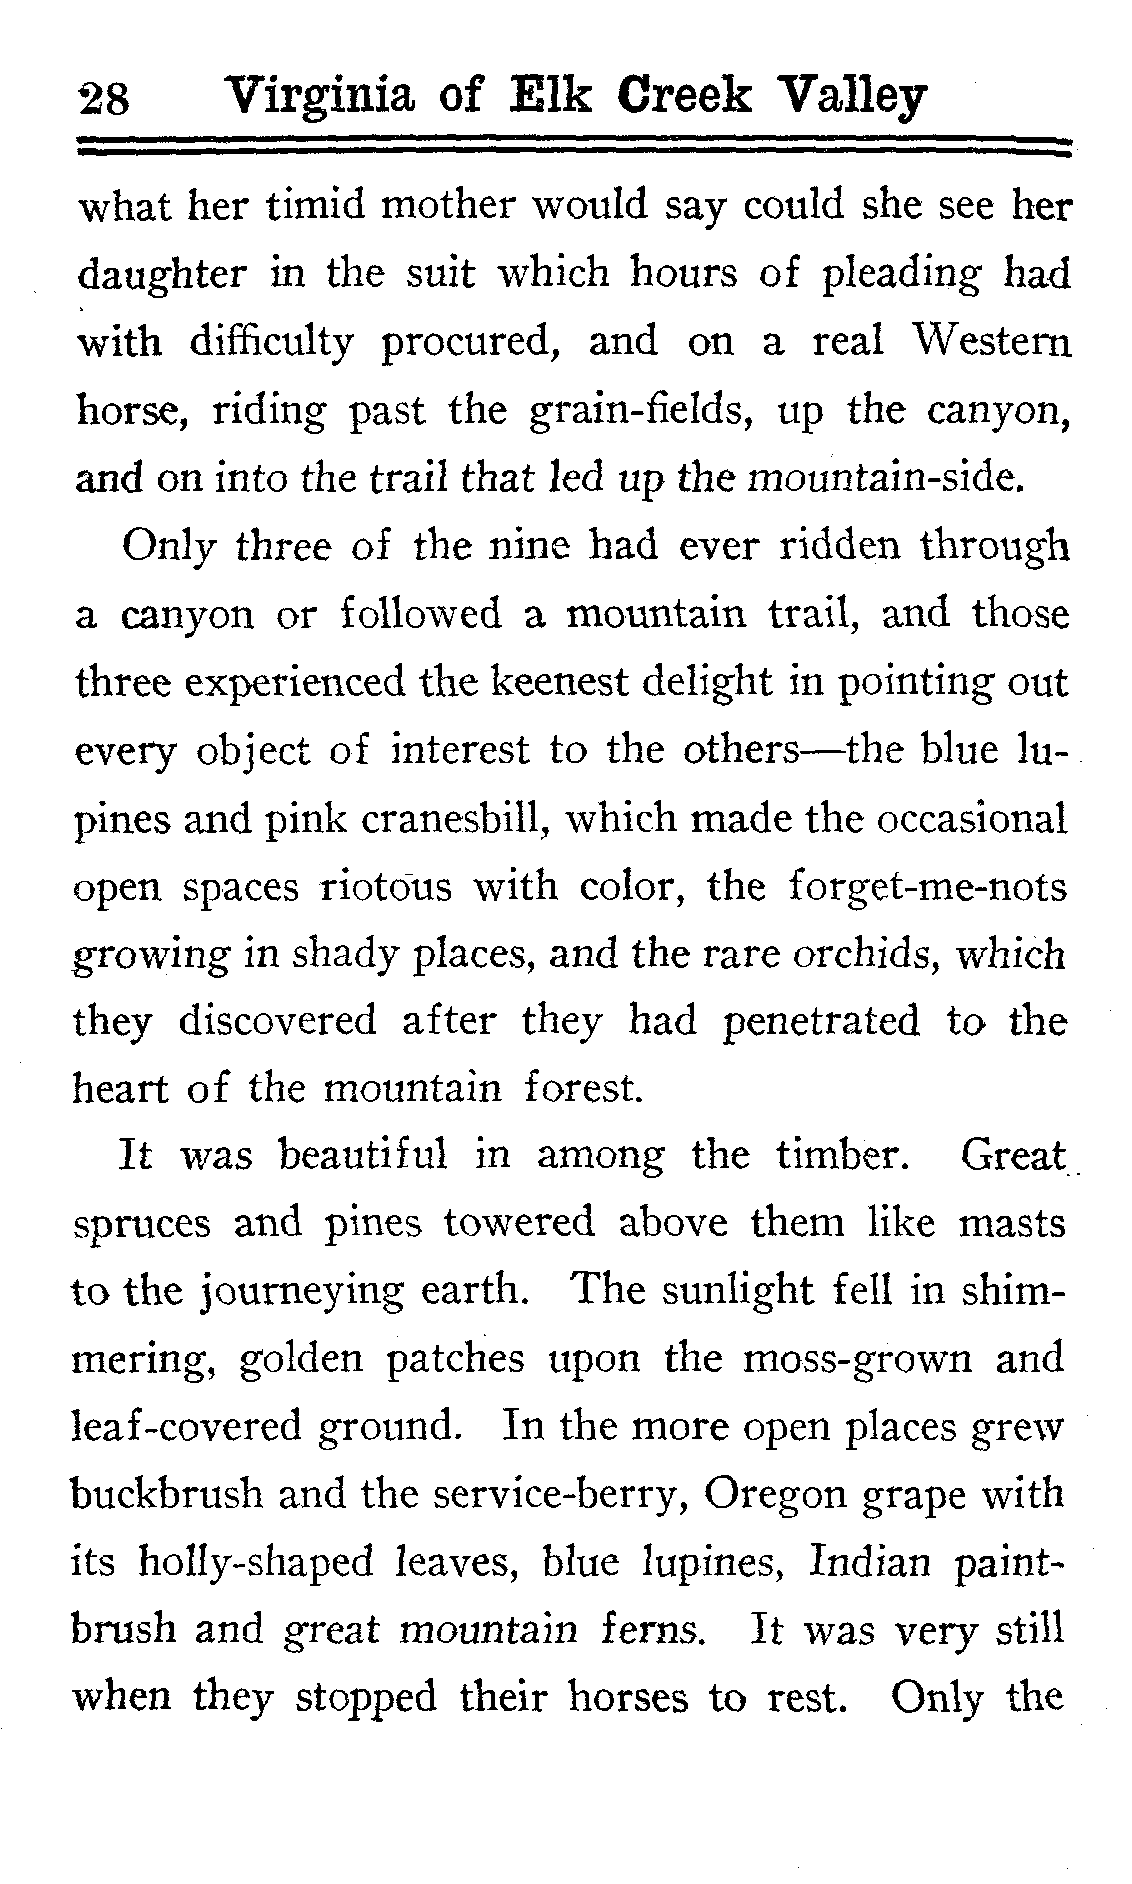 28 Virginia of Elk Creek Valley
what her timid mother would say could she see her
daughter in the suit which hours of pleading had
with difficulty procured, and on a real Western
horse, riding past the grain-fields, up the canyon,
and on into the trail that led up the mountain-side.
Only three of the nine had ever ridden through
a canyon or followed a mountain trail, and those
three experienced the keenest delight in pointing out
every object of interest to the others—the blue lu-
pines and pink cranesbill, which made the occasional
open spaces riotous with color, the forget-me-nots
growing in shady places, and the rare orchids, which
they discovered after they had penetrated to the
heart of the mountain forest.
It was beautiful in among the timber. Great
spruces and pines towered above them like masts
to the journeying earth. The sunlight fell in shim-
mering, golden patches upon the moss-grown and
leaf-covered ground. In the more open places grew
buckbrush and the service-berry, Oregon grape with
its holly-shaped leaves, blue lupines, Indian paint-
brush and great mountain ferns. It was very still
when they stopped their horses to rest. Only the